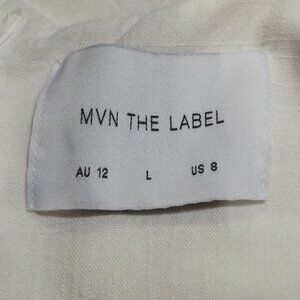 MVN THE LABEL
AU 12 L US 8